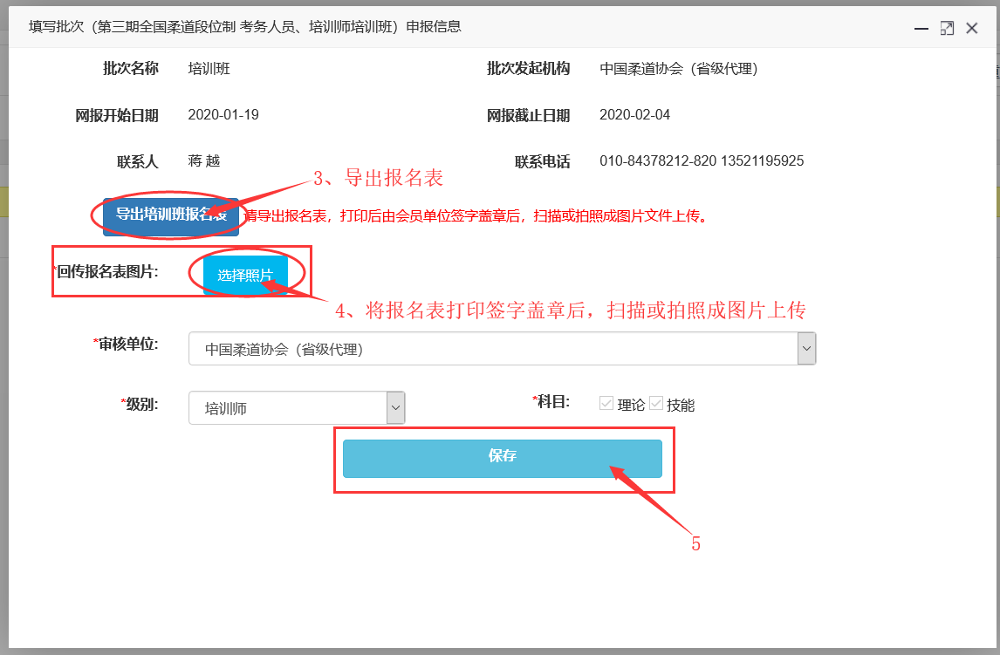 填写批次（第三期全国柔道段位制 考务人员、培训师培训班）申报信息
批次名称 培训班 批次发起机构 中国柔道协会（省级代理）
网报开始日期 2020-01-19 网报截止日期 2020-02-04
联系人 蒋 越 联系电话 010-84378212-820 13521195925
3、导出报名表
导出培训班报名表 请导出报名表，打印后由会员单位签字盖章后，扫描或拍照成图片文件上传。
*回传报名表图片: 选择照片
4、将报名表打印签字盖章后，扫描或拍照成图片上传
*审核单位: 中国柔道协会（省级代理）
*级别: 培训师 *科目: 理论 技能
保存
5